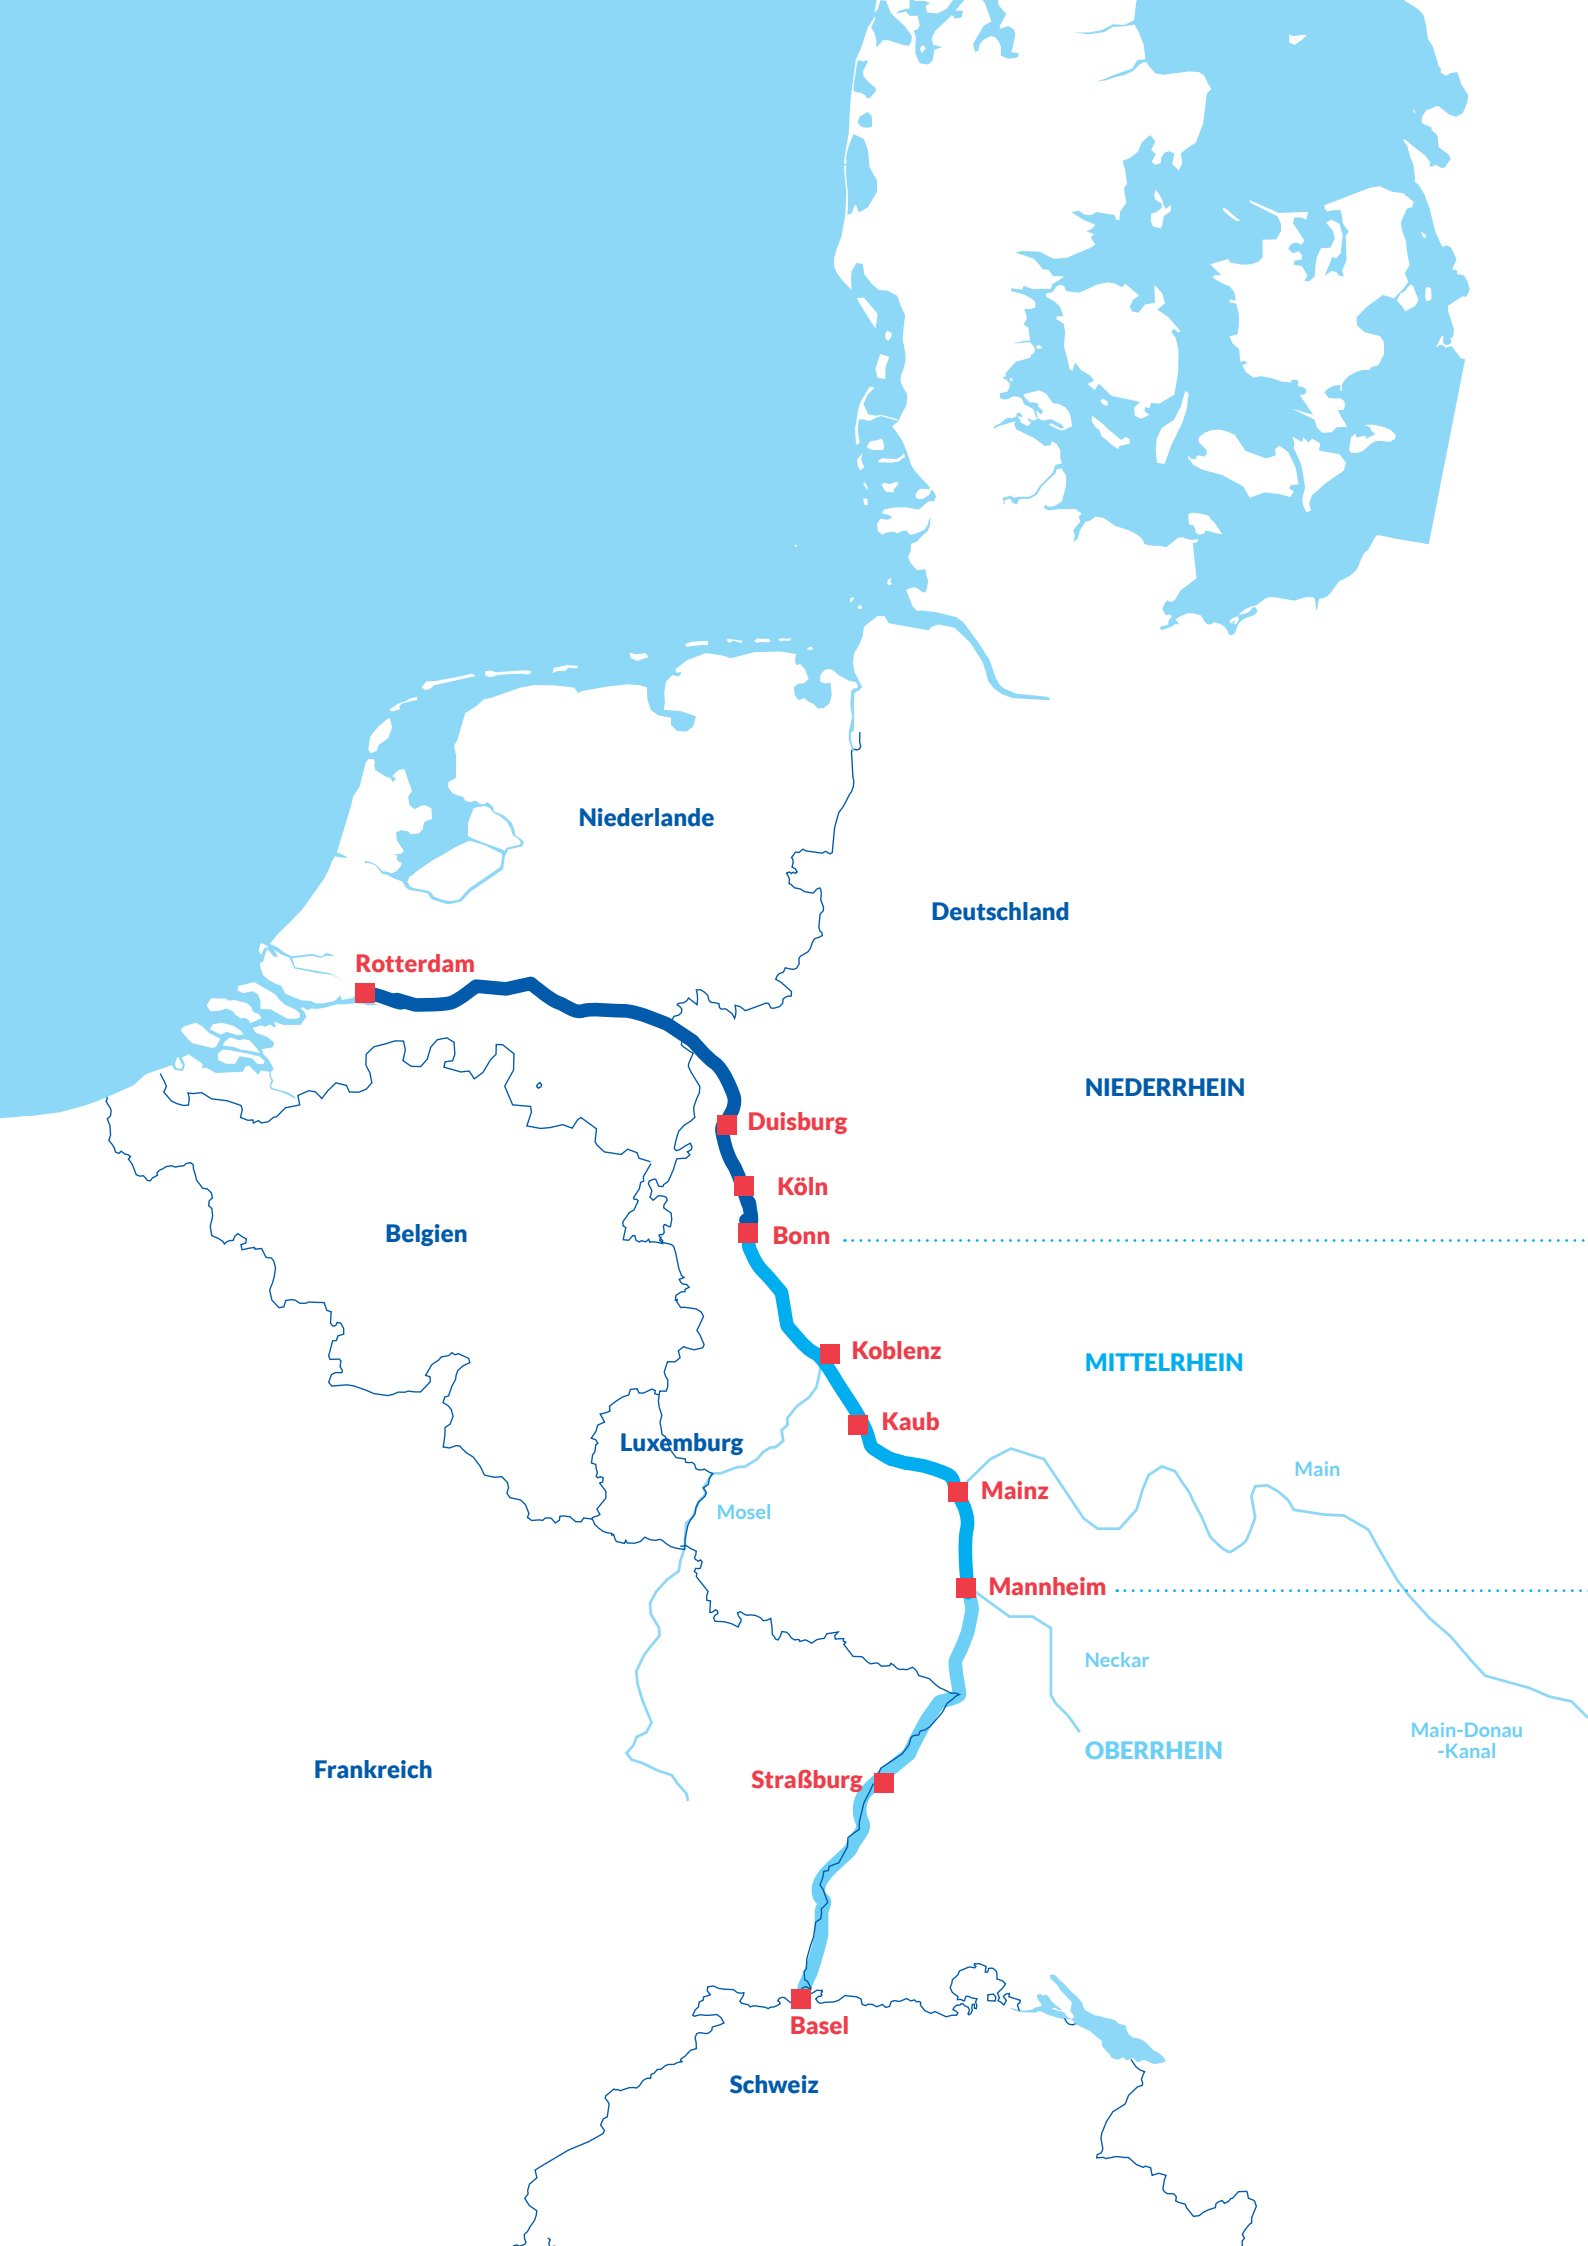 Niederlande
Deutschland
Rotterdam
NIEDERRHEIN
Duisburg
Köln
Belgien
Bonn
Koblenz
MITTELRHEIN
Kaub
Luxemburg
Main
Mainz
Mosel
Mannheim
Neckar
Main-Donau
-Kanal
OBERRHEIN
Frankreich
Straßburg
Basel
Schweiz